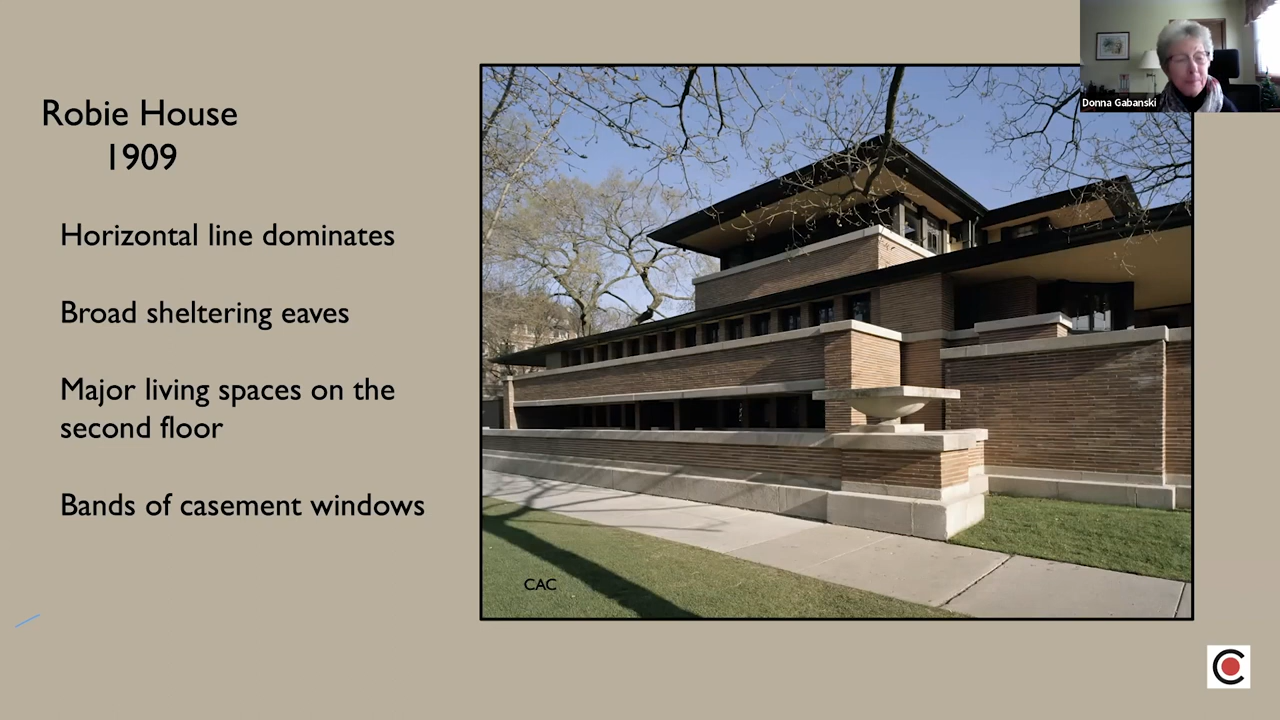 Robie House
1909
Horizontal line dominates
Broad sheltering eaves
Major living spaces on the
second floor
Bands of casement windows
CAC
Donna Gabanski